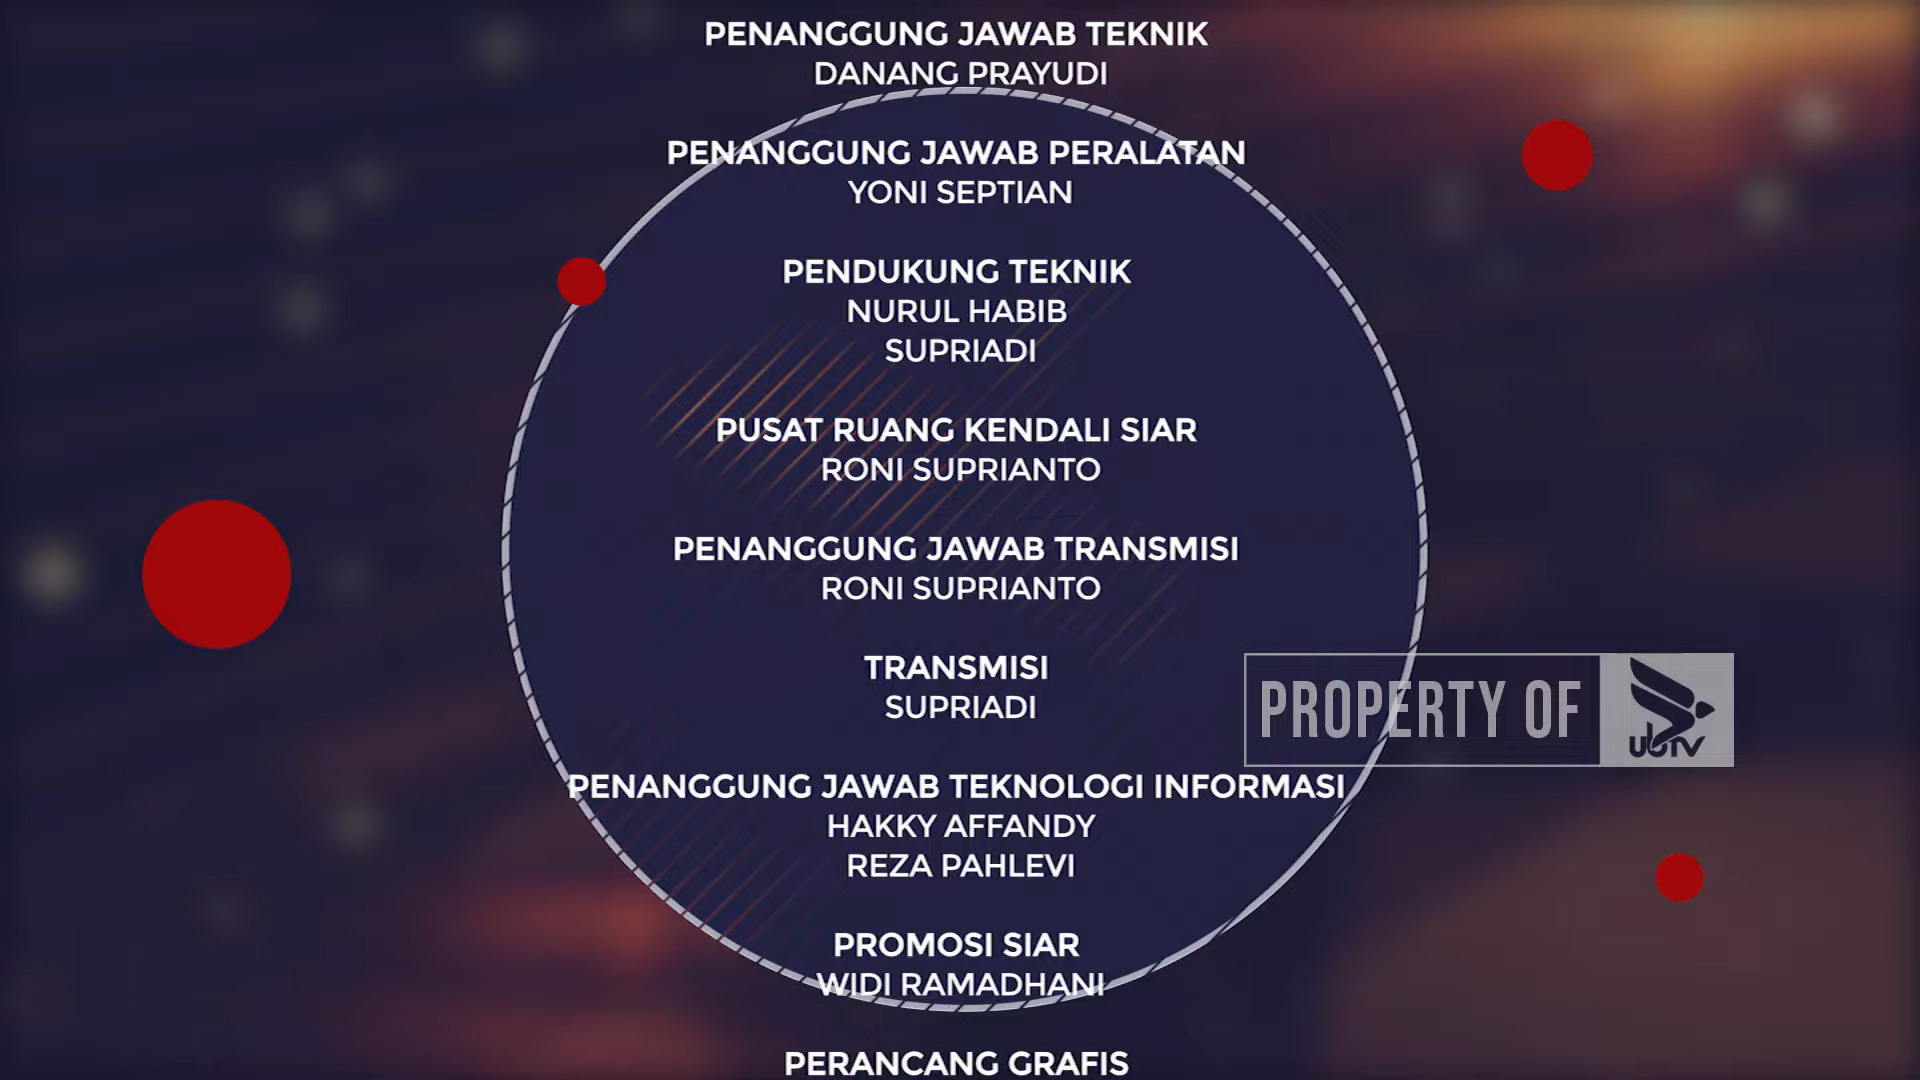 PENANGGUNG JAWAB TEKNIK
DANANG PRAYUDI
PENANGGUNG JAWAB PERALATAN
YONI SEPTIAN
PENDUKUNG TEKNIK
NURUL HABIB
SUPRIADI
PUSAT RUANG KENDALI SIAR
RONI SUPRIANTO
PENANGGUNG JAWAB TRANSMISI
RONI SUPRIANTO
TRANSMISI
SUPRIADI
PROPERTY OF
UBTV
PENANGGUNG JAWAB TEKNOLOGI INFORMASI
HAKKY AFFANDY
REZA PAHLEVI
PROMOSI SIAR
WIDI RAMADHANI
PERANCANG GRAFIS